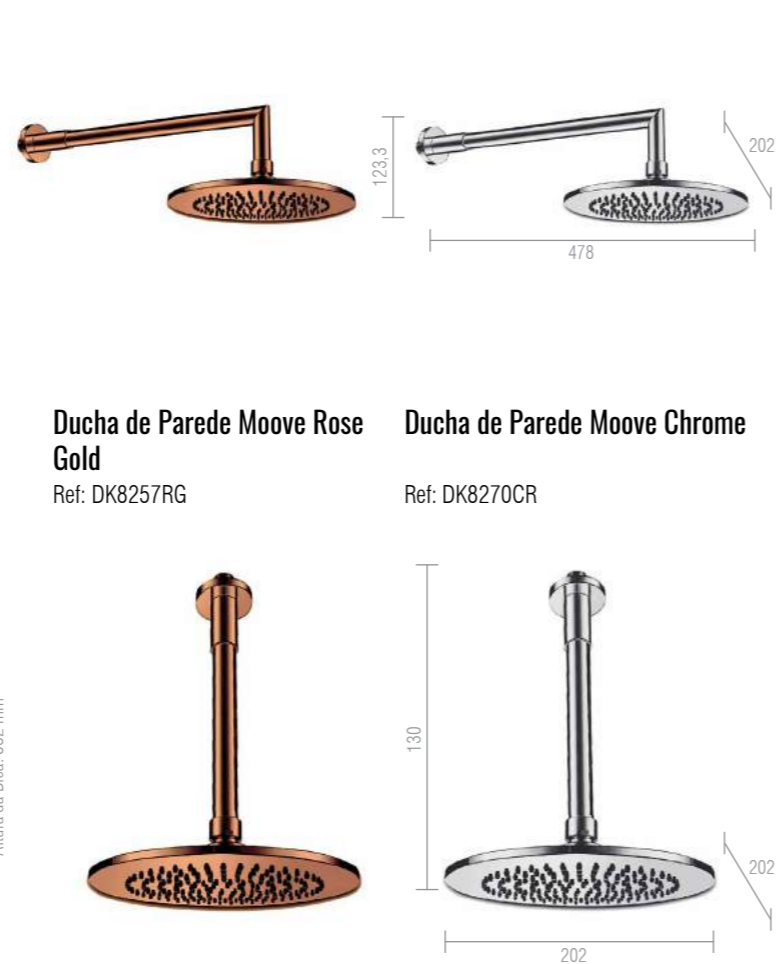 123,3
202
478
Ducha de Parede Moove Rose
Gold
Ref: DK8257RG
Ducha de Parede Moove Chrome
Ref: DK8270CR
130
202
202